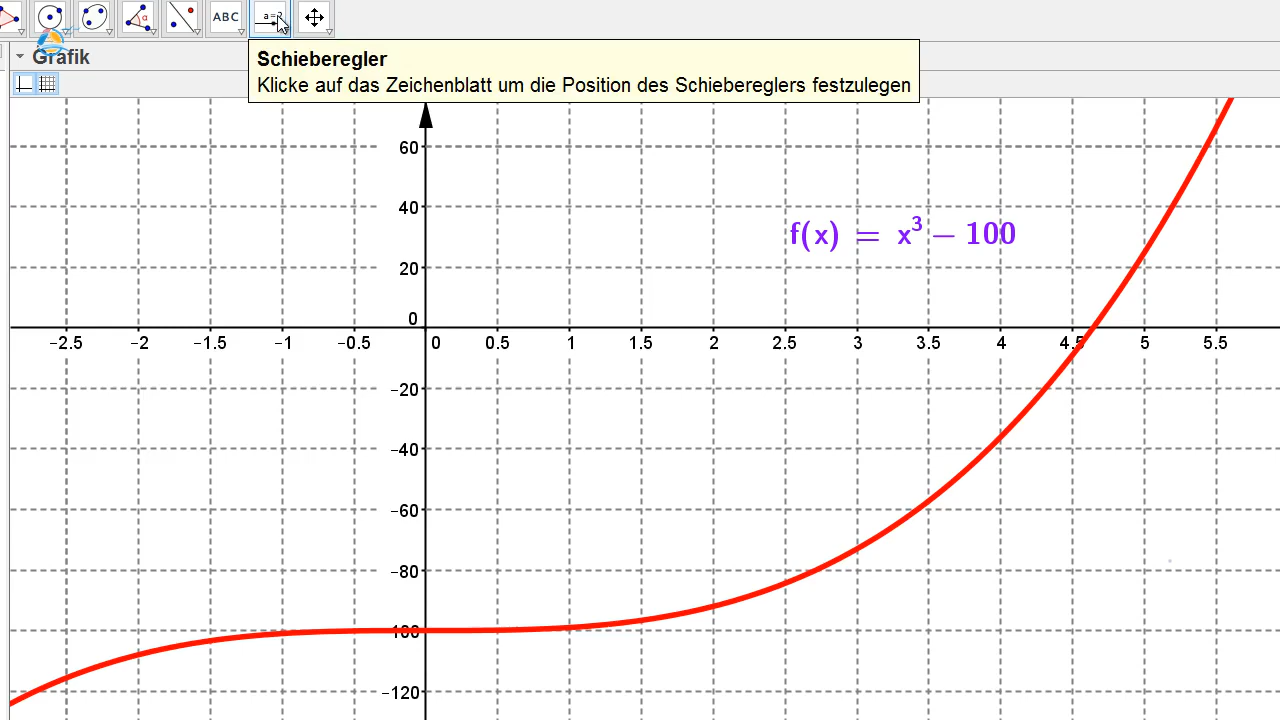 ABC
a=2
Grafik
Schieberegler
Klicke auf das Zeichenblatt um die Position des Schiebereglers festzulegen
60
40
f(x) = x³ − 100
20
0
−2.5 −2 −1.5 −1 −0.5 0 0.5 1 1.5 2 2.5 3 3.5 4 4.5 5 5.5
−20
−40
−60
−80
−100
−120